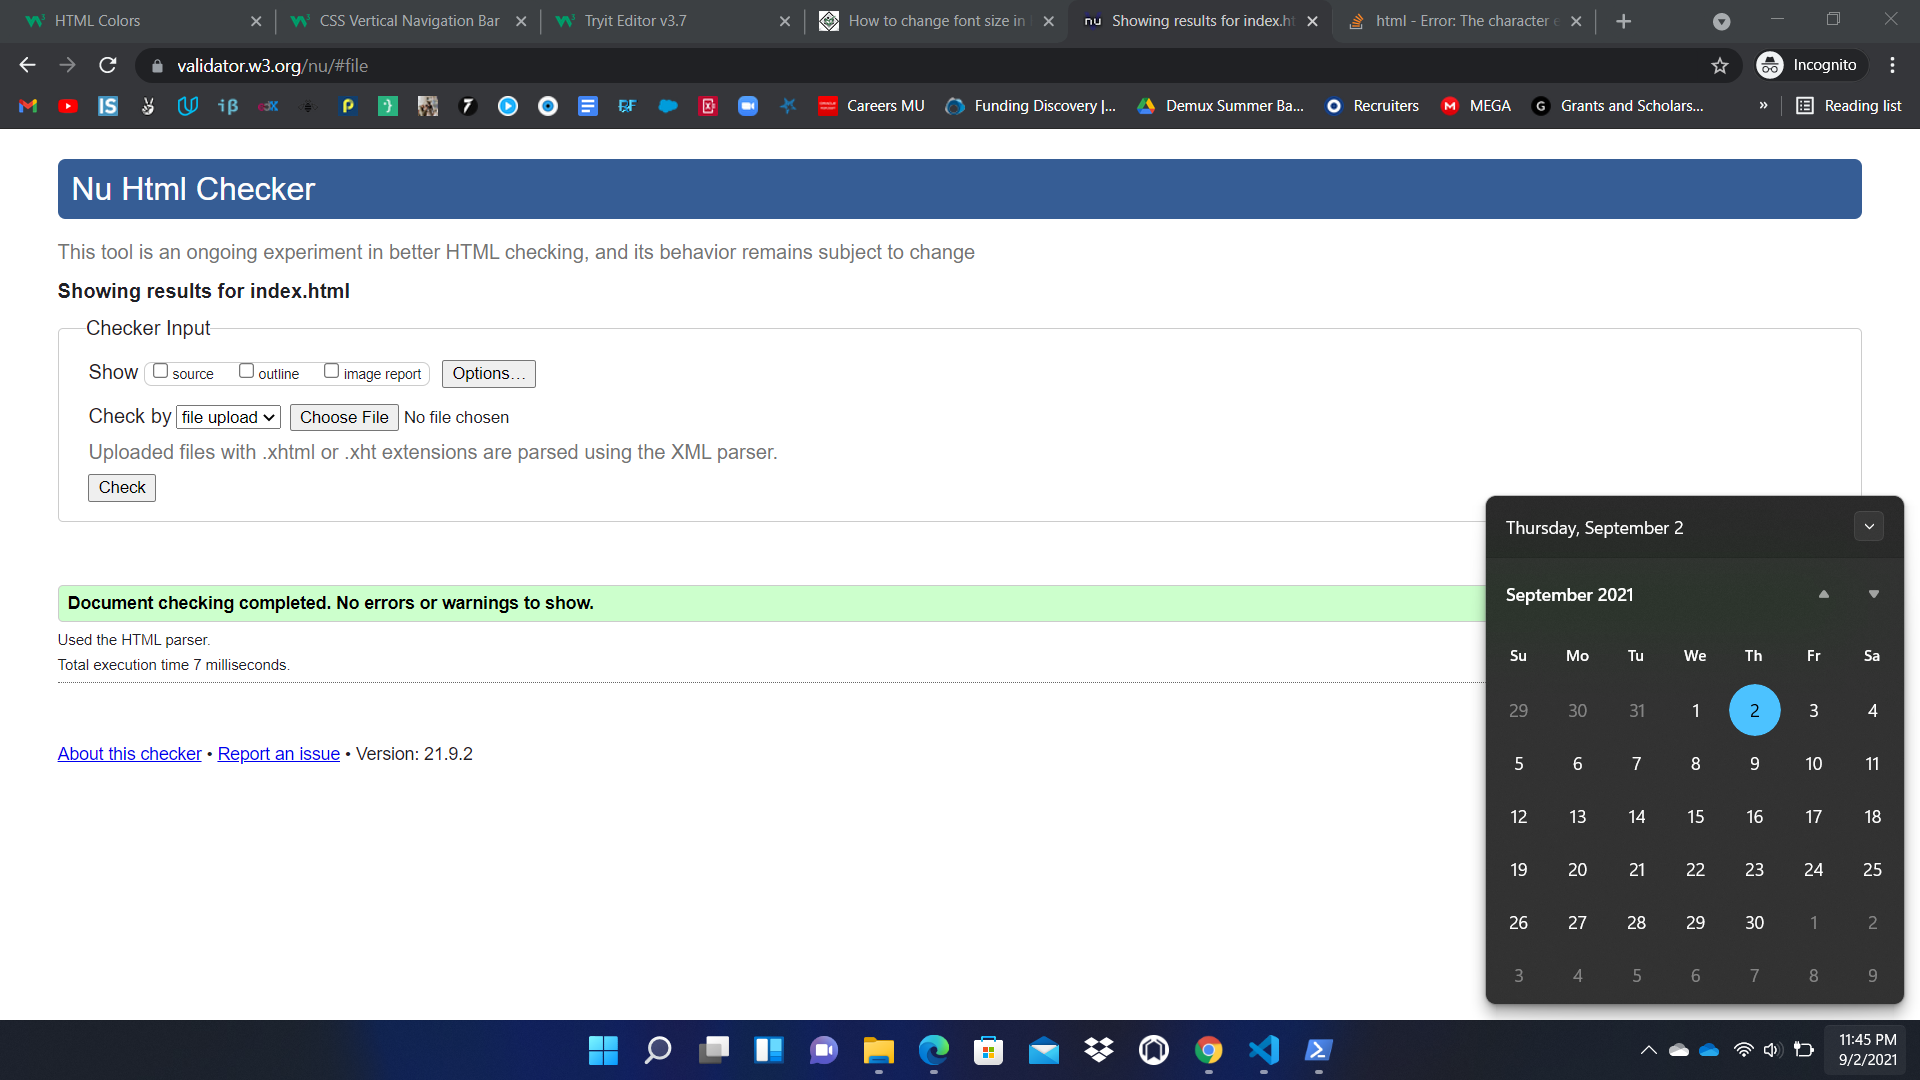 HTML Colors
CSS Vertical Navigation Bar
Tryit Editor v3.7
How to change font size in
Showing results for index.ht
html - Error: The character e
validator.w3.org/nu/#file
Incognito
Careers MU
Funding Discovery |...
Demux Summer Ba...
Recruiters
MEGA
Grants and Scholars...
»
Reading list
Nu Html Checker
This tool is an ongoing experiment in better HTML checking, and its behavior remains subject to change
Showing results for index.html
Checker Input
Show source outline image report Options...
Check by file upload Choose File No file chosen
Uploaded files with .xhtml or .xht extensions are parsed using the XML parser.
Check
Document checking completed. No errors or warnings to show.
Used the HTML parser.
Total execution time 7 milliseconds.
About this checker • Report an issue • Version: 21.9.2
Thursday, September 2
September 2021
Su Mo Tu We Th Fr Sa
29 30 31 1 2 3 4
5 6 7 8 9 10 11
12 13 14 15 16 17 18
19 20 21 22 23 24 25
26 27 28 29 30 1 2
3 4 5 6 7 8 9
11:45 PM
9/2/2021